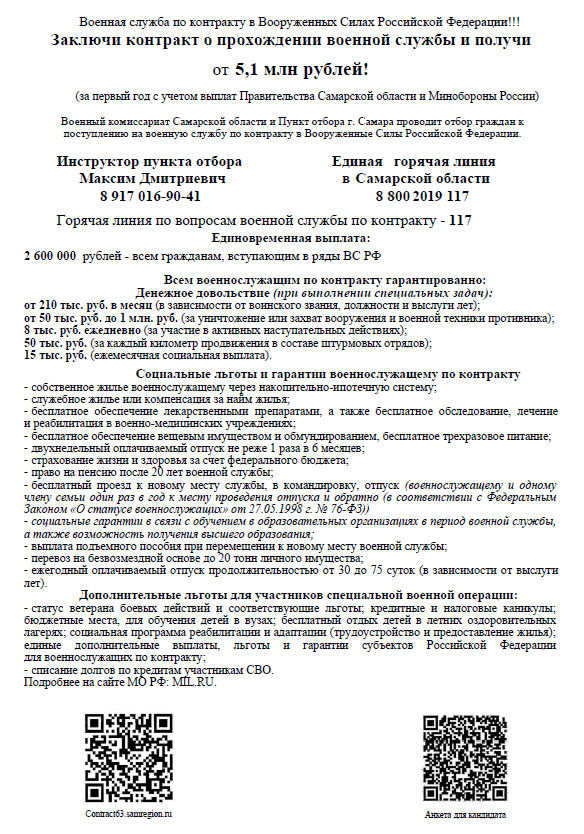 Военная служба по контракту в Вооруженных Силах Российской Федерации!!!
Заключи контракт о прохождении военной службы и получи
от 5,1 млн рублей!
(за первый год с учетом выплат Правительства Самарской области и Минобороны России)
Военный комиссариат Самарской области и Пункт отбора г. Самара проводит отбор граждан к
поступлению на военную службу по контракту в Вооруженные Силы Российской Федерации.
Инструктор пункта отбора
Максим Дмитриевич
8 917 016-90-41
Единая горячая линия
в Самарской области
8 800 2019 117
Горячая линия по вопросам военной службы по контракту - 117
Единовременная выплата:
2 600 000 рублей - всем гражданам, вступающим в ряды ВС РФ
Всем военнослужащим по контракту гарантированно:
Денежное довольствие (при выполнении специальных задач):
от 210 тыс. руб. в месяц (в зависимости от воинского звания, должности и выслуги лет);
от 50 тыс. руб. до 1 млн. руб. (за уничтожение или захват вооружения и военной техники противника);
8 тыс. руб. ежедневно (за участие в активных наступательных действиях);
50 тыс. руб. (за каждый километр продвижения в составе штурмовых отрядов);
15 тыс. руб. (ежемесячная социальная выплата).
Социальные льготы и гарантии военнослужащему по контракту
- собственное жилье военнослужащему через накопительно-ипотечную систему;
- служебное жилье или компенсация за найм жилья;
- бесплатное обеспечение лекарственными препаратами, а также бесплатное обследование, лечение
и реабилитация в военно-медицинских учреждениях;
- бесплатное обеспечение вещевым имуществом и обмундированием, бесплатное трехразовое питание;
- двухнедельный оплачиваемый отпуск не реже 1 раза в 6 месяцев;
- страхование жизни и здоровья за счет федерального бюджета;
- право на пенсию после 20 лет военной службы;
- бесплатный проезд к новому месту службы, в командировку, отпуск (военнослужащему и одному
члену семьи один раз в год к месту проведения отпуска и обратно (в соответствии с Федеральным
Законом «О статусе военнослужащих» от 27.05.1998 г. № 76-ФЗ))
- социальные гарантии в связи с обучением в образовательных организациях в период военной службы,
а также возможность получения высшего образования;
- выплата подъемного пособия при перемещении к новому месту военной службы;
- перевоз на безвозмездной основе до 20 тонн личного имущества;
- ежегодный оплачиваемый отпуск продолжительностью от 30 до 75 суток (в зависимости от выслуги
лет).
Дополнительные льготы для участников специальной военной операции:
- статус ветерана боевых действий и соответствующие льготы; кредитные и налоговые каникулы;
бюджетные места, для обучения детей в вузах; бесплатный отдых детей в летних оздоровительных
лагерях; социальная программа реабилитации и адаптации (трудоустройство и предоставление жилья);
единые дополнительные выплаты, льготы и гарантии субъектов Российской Федерации
для военнослужащих по контракту;
- списание долгов по кредитам участникам СВО.
Подробнее на сайте МО РФ: MIL.RU.
Contract63.samregion.ru
Анкета для кандидата